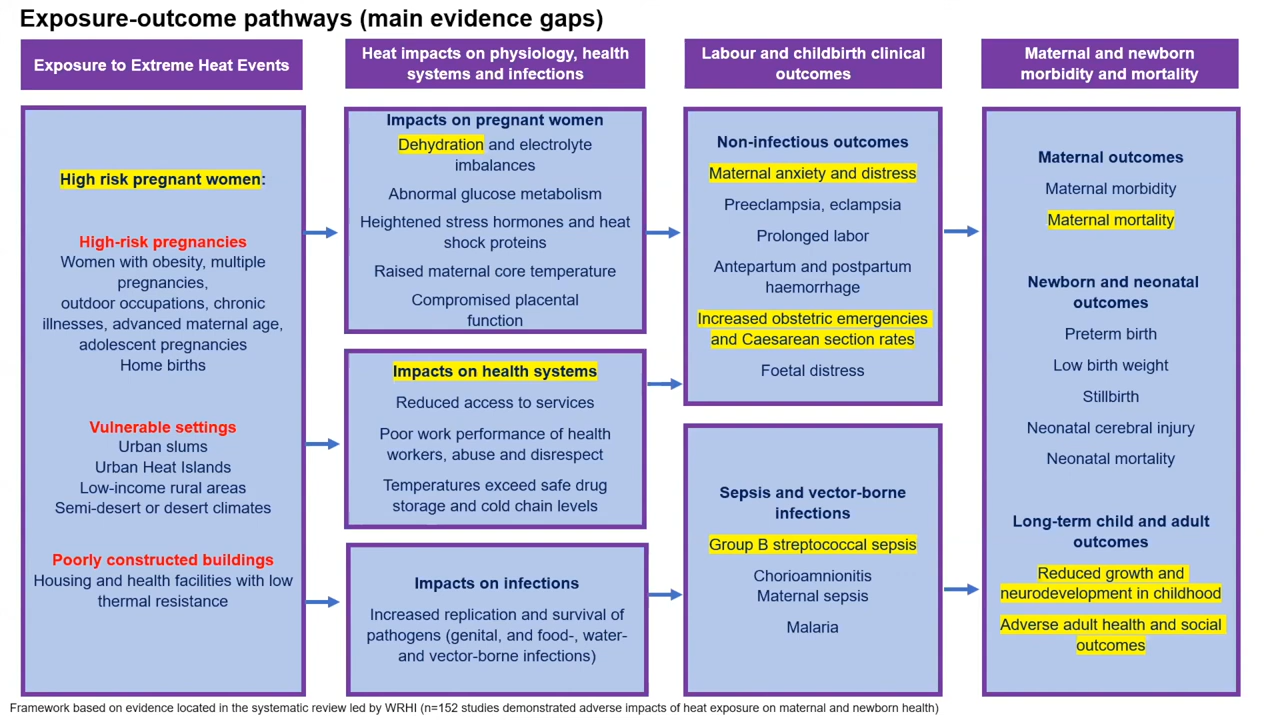 Exposure-outcome pathways (main evidence gaps)
Exposure to Extreme Heat Events
High risk pregnant women:
High-risk pregnancies
Women with obesity, multiple
pregnancies,
outdoor occupations, chronic
illnesses, advanced maternal age,
adolescent pregnancies
Home births
Vulnerable settings
Urban slums
Urban Heat Islands
Low-income rural areas
Semi-desert or desert climates
Poorly constructed buildings
Housing and health facilities with low
thermal resistance
Heat impacts on physiology, health
systems and infections
Impacts on pregnant women
Dehydration and electrolyte
imbalances
Abnormal glucose metabolism
Heightened stress hormones and heat
shock proteins
Raised maternal core temperature
Compromised placental
function
Impacts on health systems
Reduced access to services
Poor work performance of health
workers, abuse and disrespect
Temperatures exceed safe drug
storage and cold chain levels
Impacts on infections
Increased replication and survival of
pathogens (genital, and food-, water-
and vector-borne infections)
Labour and childbirth clinical
outcomes
Non-infectious outcomes
Maternal anxiety and distress
Preeclampsia, eclampsia
Prolonged labor
Antepartum and postpartum
haemorrhage
Increased obstetric emergencies
and Caesarean section rates
Foetal distress
Sepsis and vector-borne
infections
Group B streptococcal sepsis
Chorioamnionitis
Maternal sepsis
Malaria
Maternal and newborn
morbidity and mortality
Maternal outcomes
Maternal morbidity
Maternal mortality
Newborn and neonatal
outcomes
Preterm birth
Low birth weight
Stillbirth
Neonatal cerebral injury
Neonatal mortality
Long-term child and adult
outcomes
Reduced growth and
neurodevelopment in childhood
Adverse adult health and social
outcomes
Framework based on evidence located in the systematic review led by WRHI (n=152 studies demonstrated adverse impacts of heat exposure on maternal and newborn health)